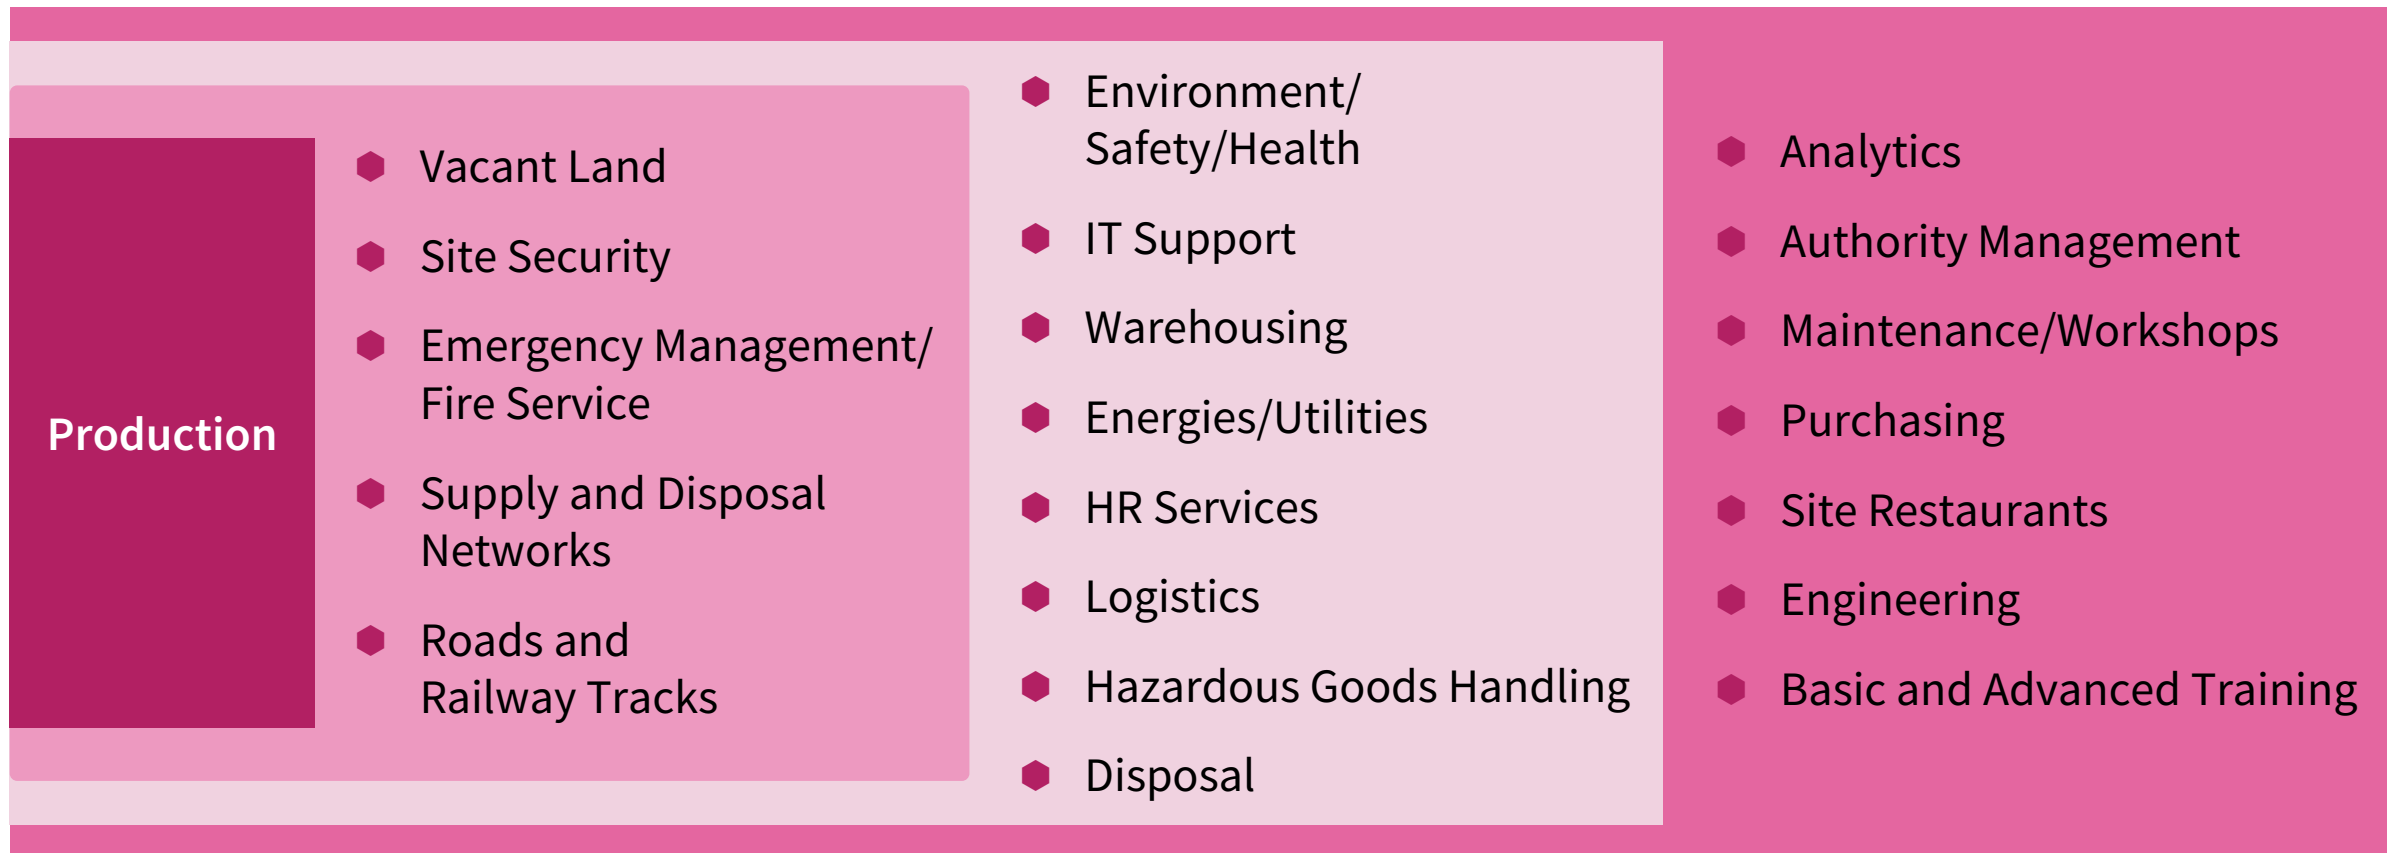 Production
Vacant Land
Site Security
Emergency Management/
Fire Service
Supply and Disposal
Networks
Roads and
Railway Tracks
Environment/
Safety/Health
IT Support
Warehousing
Energies/Utilities
HR Services
Logistics
Hazardous Goods Handling
Disposal
Analytics
Authority Management
Maintenance/Workshops
Purchasing
Site Restaurants
Engineering
Basic and Advanced Training